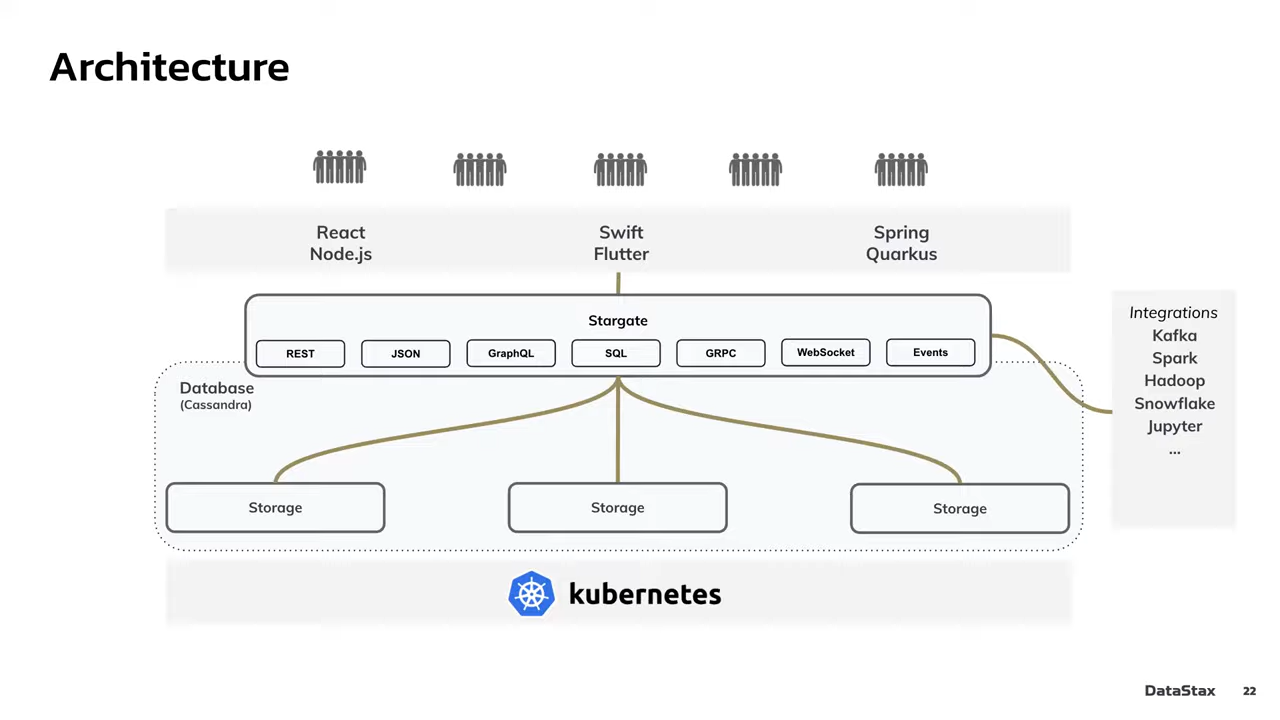 Architecture
React
Node.js
Swift
Flutter
Spring
Quarkus
Stargate
REST
JSON
GraphQL
SQL
GRPC
WebSocket
Events
Integrations
Kafka
Spark
Hadoop
Snowflake
Jupyter
...
Database
(Cassandra)
Storage
Storage
Storage
kubernetes
DataStax
22